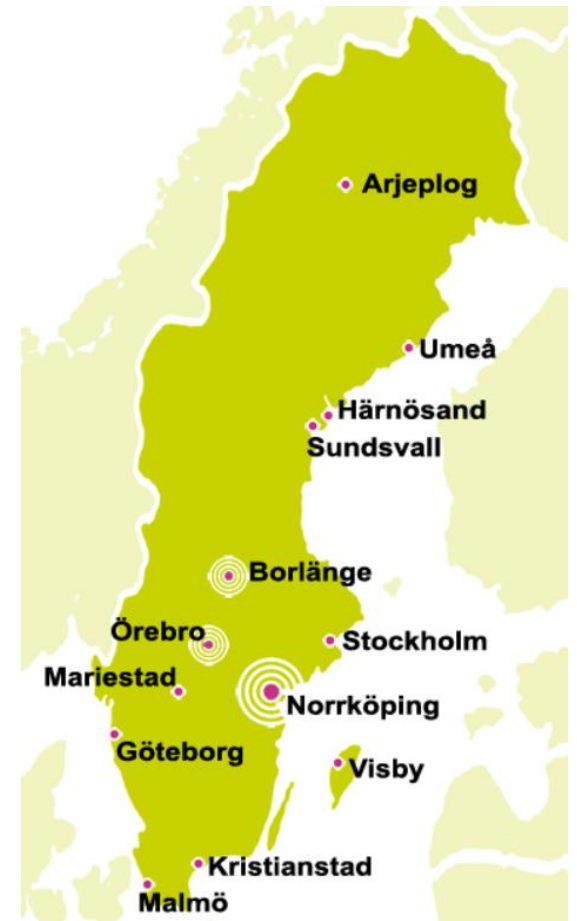 Arjeplog
Umeå
Härnösand
Sundsvall
Borlänge
Örebro
Stockholm
Mariestad
Norrköping
Göteborg
Visby
Kristianstad
Malmö